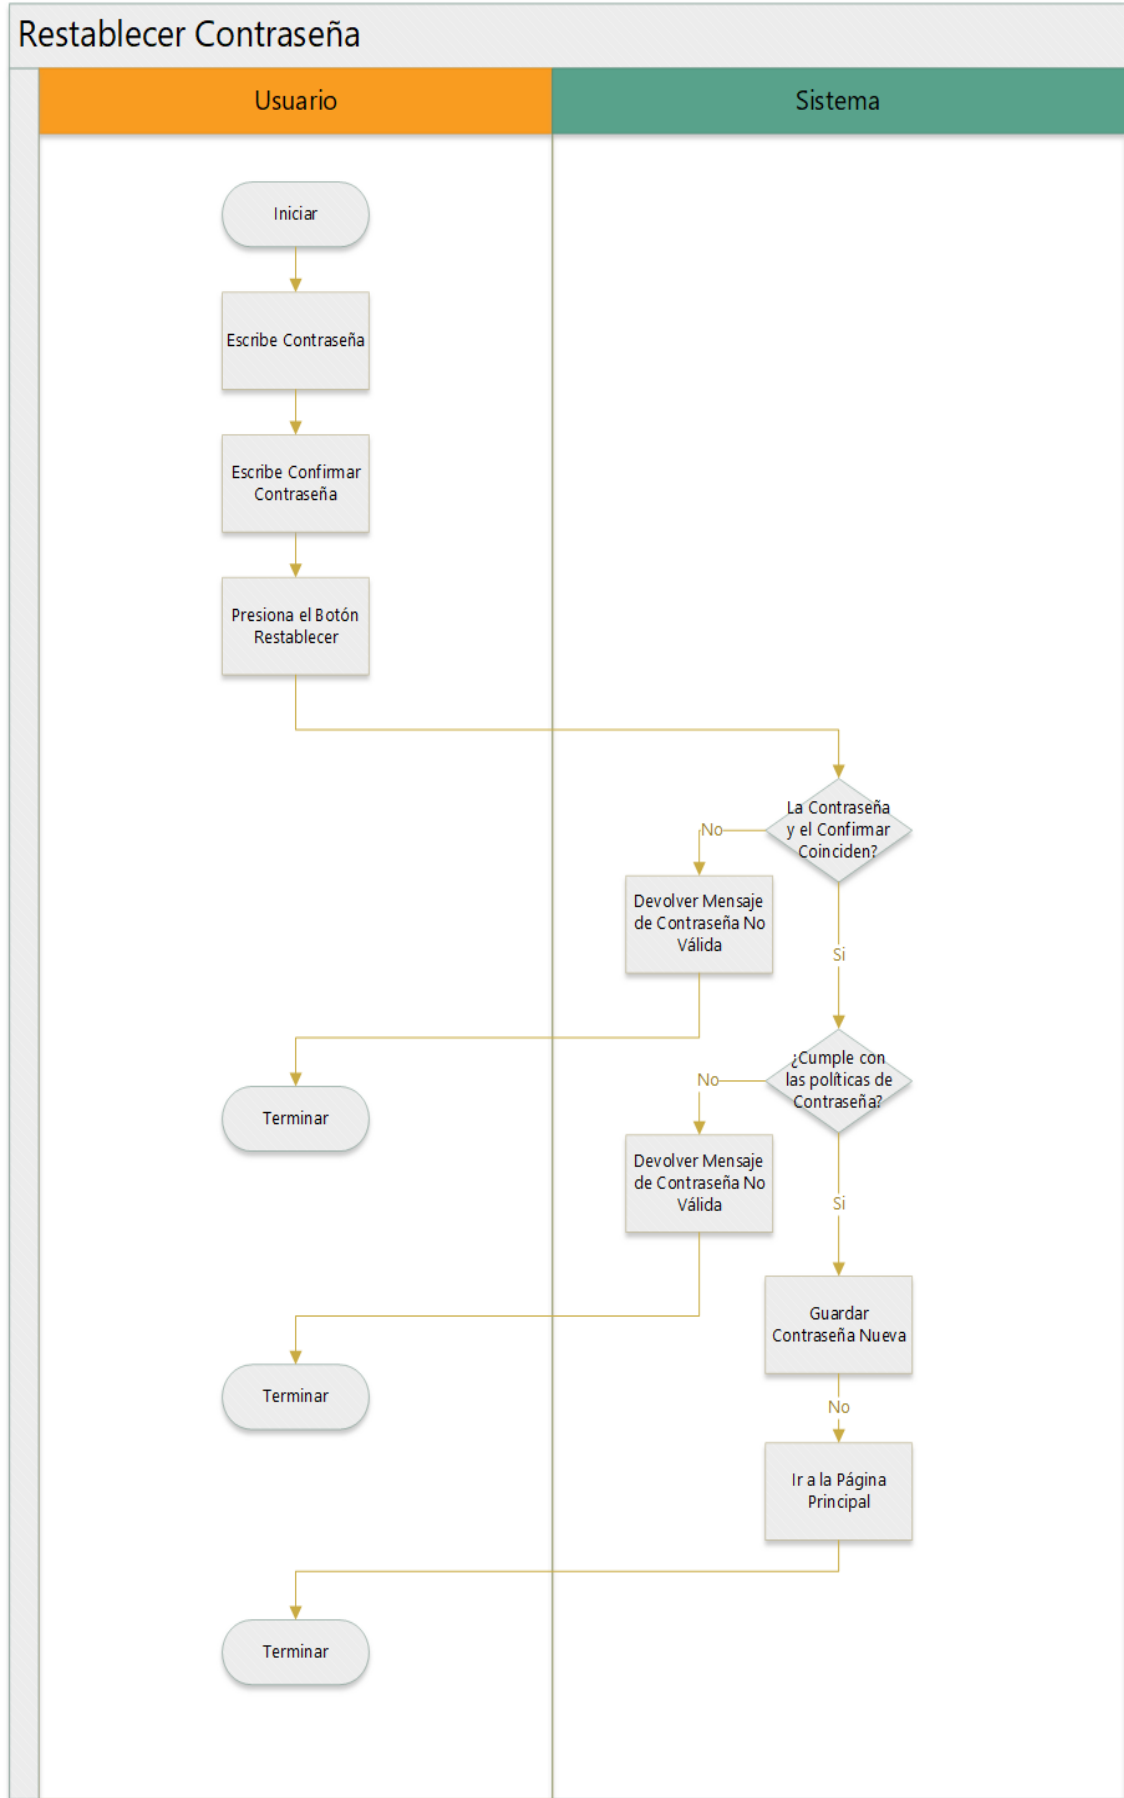 Restablecer Contraseña
Usuario
Sistema
Iniciar
Escribe Contraseña
Escribe Confirmar
Contraseña
Presiona el Botón
Restablecer
La Contraseña
y el Confirmar
Coinciden?
No
Devolver Mensaje
de Contraseña No
Válida
Si
Terminar
¿Cumple con
las políticas de
Contraseña?
No
Devolver Mensaje
de Contraseña No
Válida
Si
Terminar
Guardar
Contraseña Nueva
No
Ir a la Página
Principal
Terminar